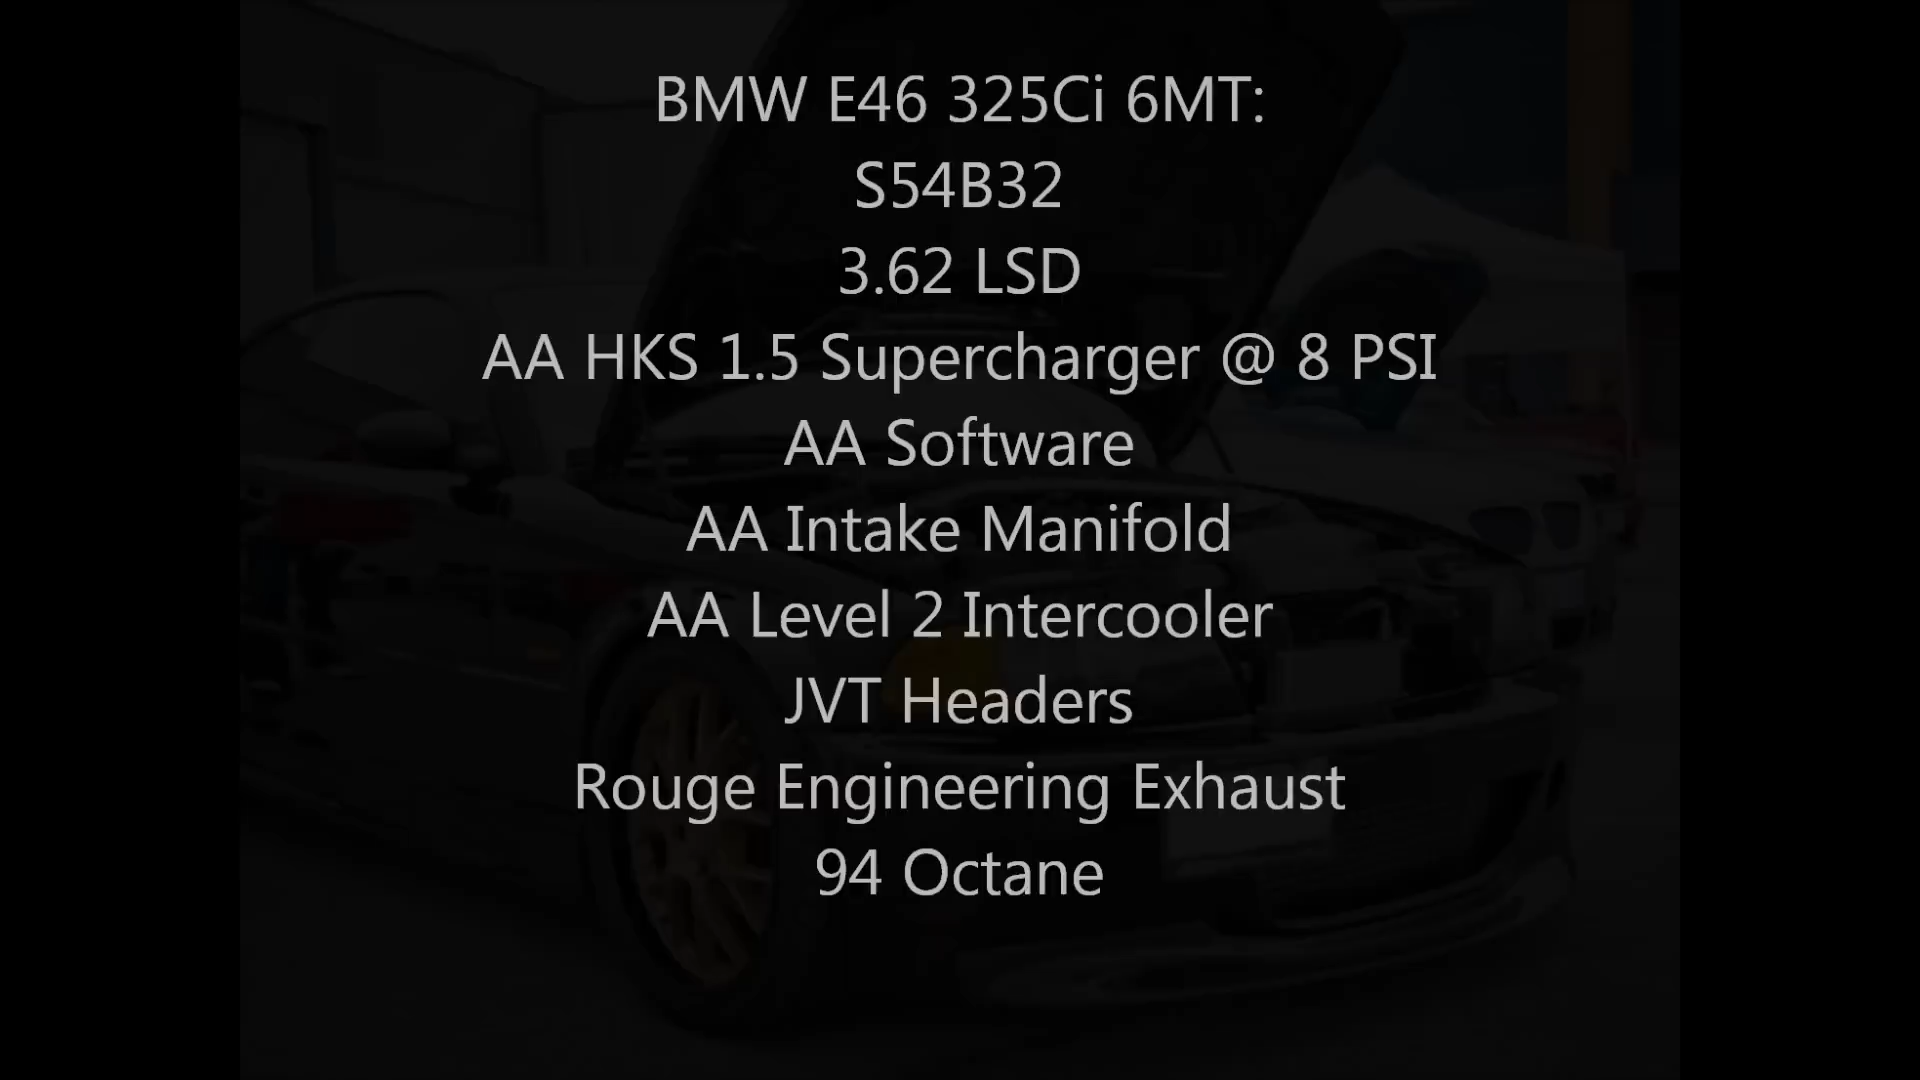 BMW E46 325Ci 6MT:
S54B32
3.62 LSD
AA HKS 1.5 Supercharger @ 8 PSI
AA Software
AA Intake Manifold
AA Level 2 Intercooler
JVT Headers
Rouge Engineering Exhaust
94 Octane